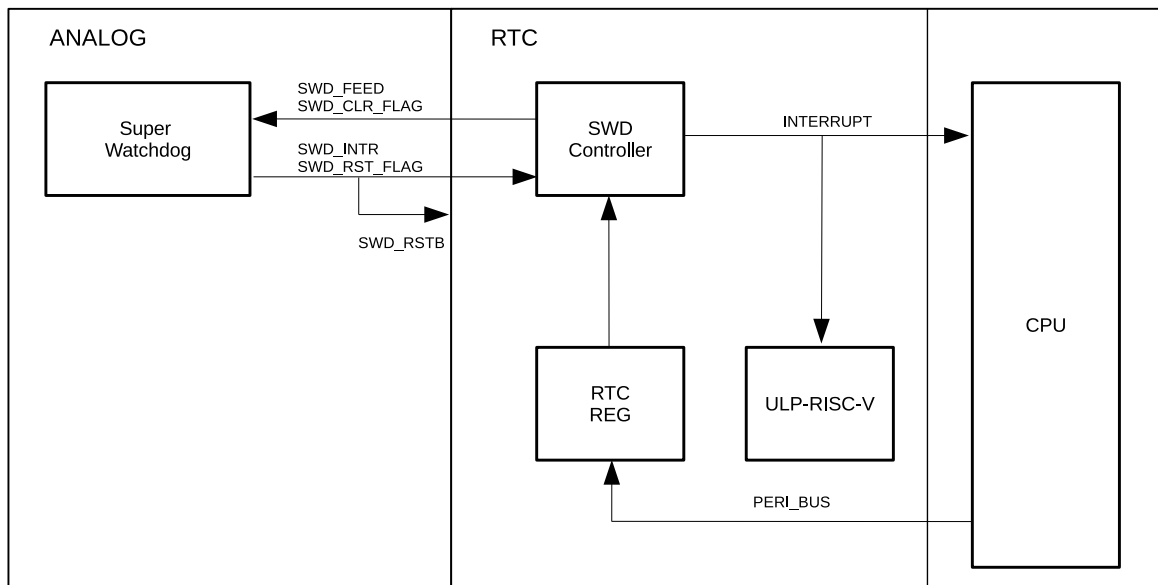 ANALOG
RTC
SWD_FEED
SWD_CLR_FLAG
Super
Watchdog
SWD_INTR
SWD_RST_FLAG
SWD_RSTB
SWD
Controller
INTERRUPT
CPU
RTC
REG
ULP-RISC-V
PERI_BUS